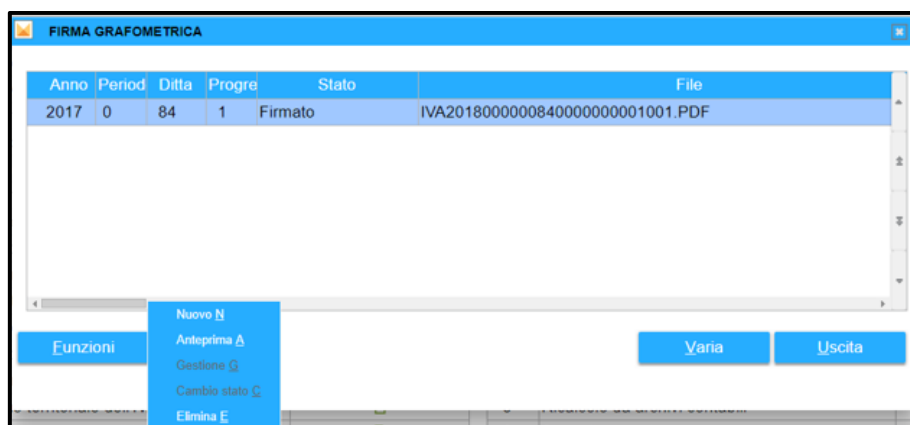 FIRMA GRAFOMETRICA
Anno Period Ditta Progre Stato File
2017 0 84 1 Firmato IVA20180000008400000000001001.PDF
Nuovo N
Funzioni Anteprima A Varia Uscita
Gestione G
Cambio stato C
Elimina E